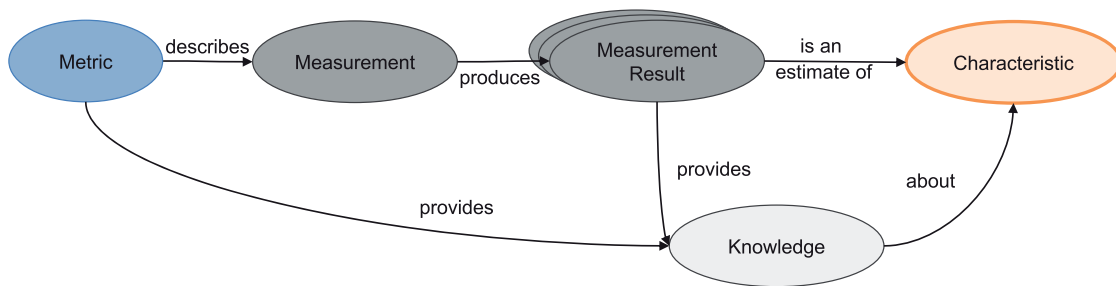 Metric
describes
Measurement
produces
Measurement
Result
is an
estimate of
Characteristic
provides
provides
about
Knowledge